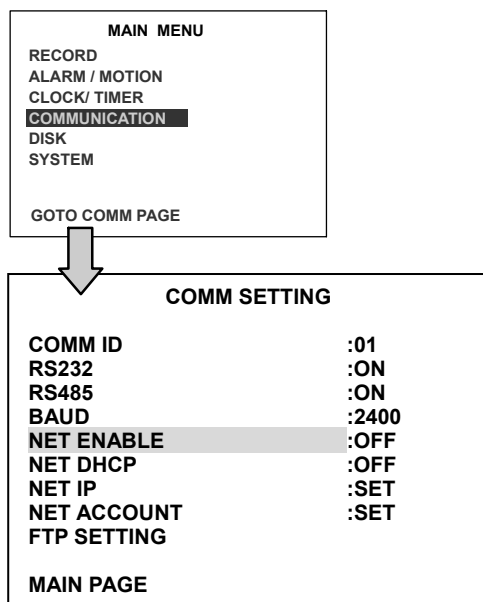 MAIN MENU
RECORD
ALARM / MOTION
CLOCK/ TIMER
COMMUNICATION
DISK
SYSTEM
GOTO COMM PAGE
COMM SETTING
COMM ID :01
RS232 :ON
RS485 :ON
BAUD :2400
NET ENABLE :OFF
NET DHCP :OFF
NET IP :SET
NET ACCOUNT :SET
FTP SETTING
MAIN PAGE